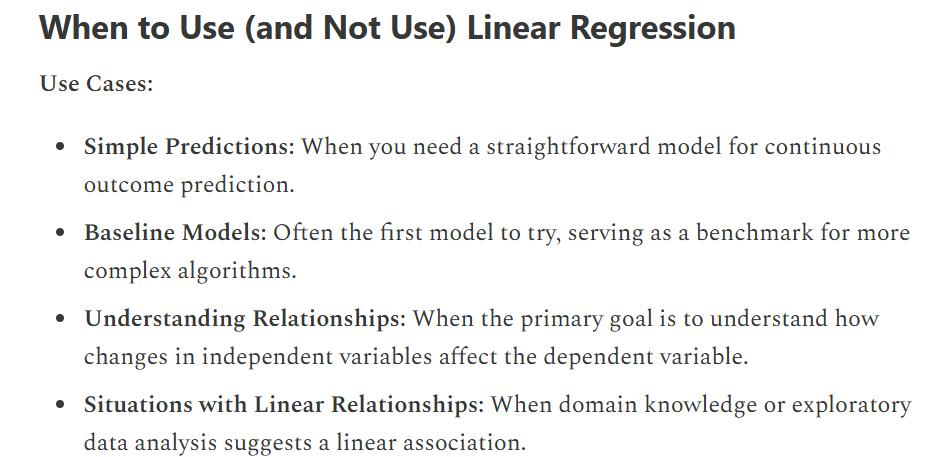 When to Use (and Not Use) Linear Regression
Use Cases:
• Simple Predictions: When you need a straightforward model for continuous
outcome prediction.
• Baseline Models: Often the first model to try, serving as a benchmark for more
complex algorithms.
• Understanding Relationships: When the primary goal is to understand how
changes in independent variables affect the dependent variable.
• Situations with Linear Relationships: When domain knowledge or exploratory
data analysis suggests a linear association.